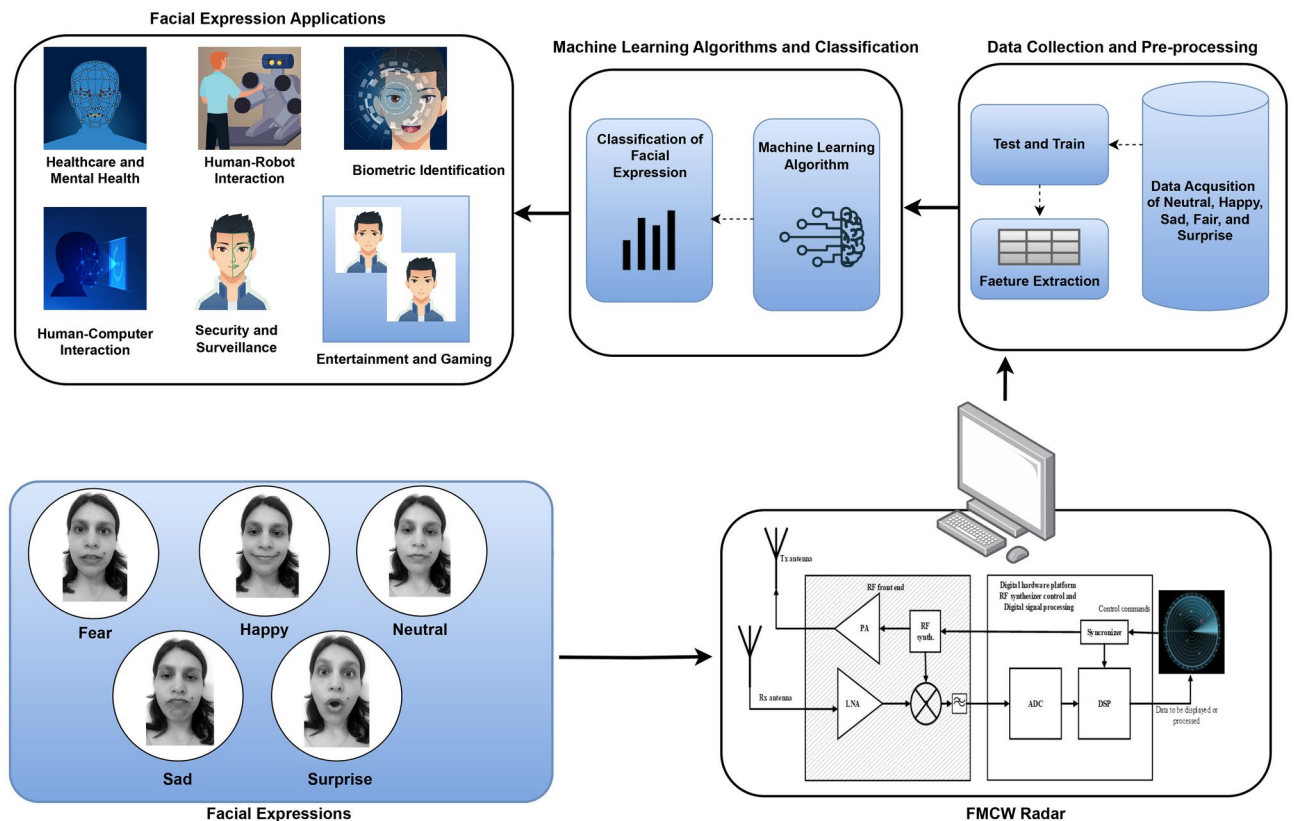 Facial Expression Applications
Healthcare and
Mental Health
Human-Robot
Interaction
Biometric Identification
Human-Computer
Interaction
Security and
Surveillance
Entertainment and Gaming
Machine Learning Algorithms and Classification
Classification of
Facial
Expression
Machine Learning
Algorithm
Data Collection and Pre-processing
Test and Train
Faeture Extraction
Data Acqusition
of Neutral, Happy,
Sad, Fair, and
Surprise
Fear
Happy
Neutral
Sad
Surprise
Facial Expressions
Tx antenna
Rx antenna
RF front end
PA
RF
synth.
LNA
Digital hardware platform
RF synthesizer control and
Digital signal processing
Control commands
Syncronizer
ADC
DSP
Data to be displayed or
processed
FMCW Radar